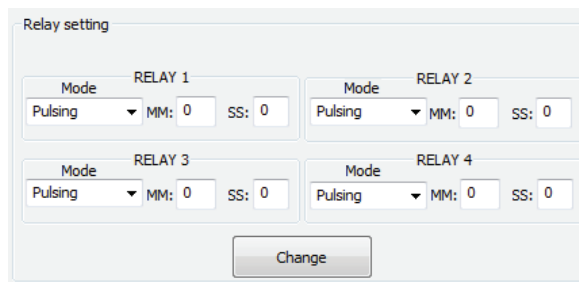 Relay setting
RELAY 1
Mode
Pulsing MM: 0 SS: 0
RELAY 2
Mode
Pulsing MM: 0 SS: 0
RELAY 3
Mode
Pulsing MM: 0 SS: 0
RELAY 4
Mode
Pulsing MM: 0 SS: 0
Change